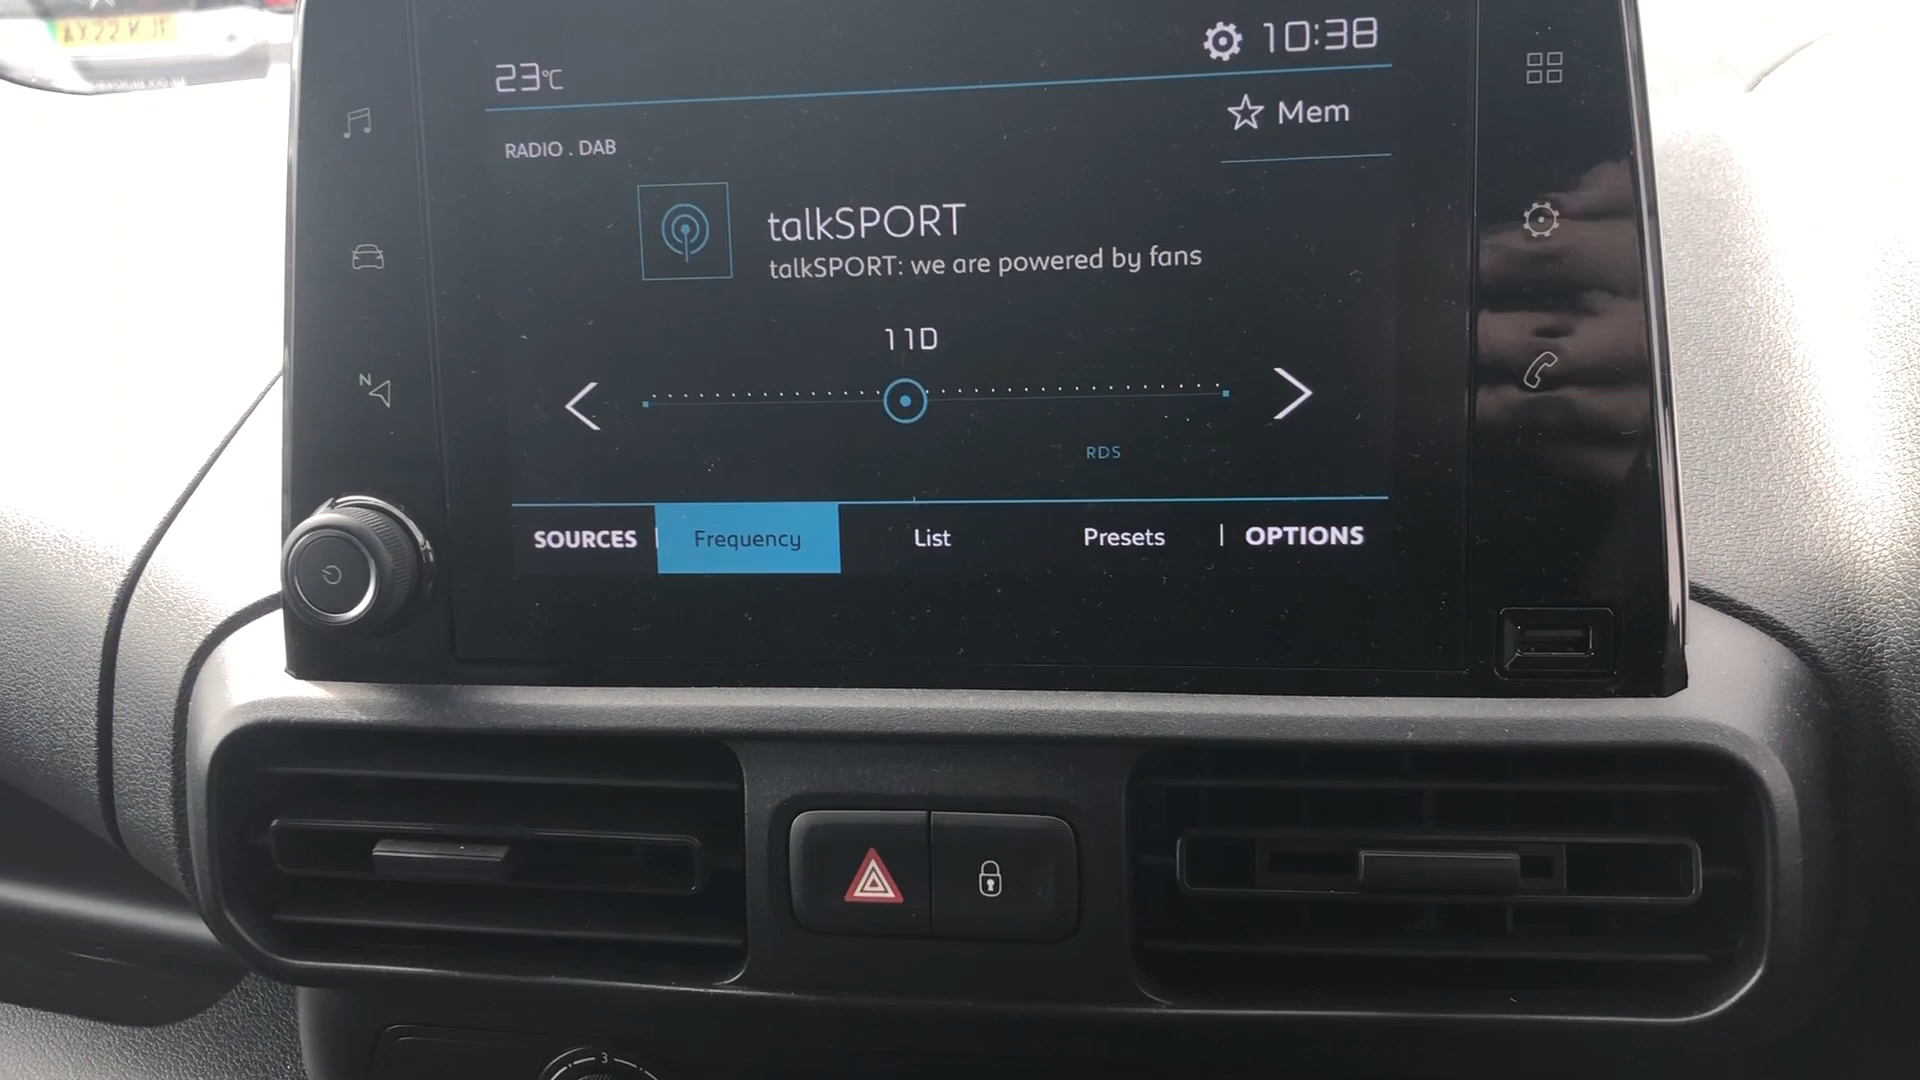 23°C
10:38
Mem
RADIO . DAB
talkSPORT
talkSPORT: we are powered by fans
11D
N
RDS
SOURCES | Frequency List Presets | OPTIONS
3